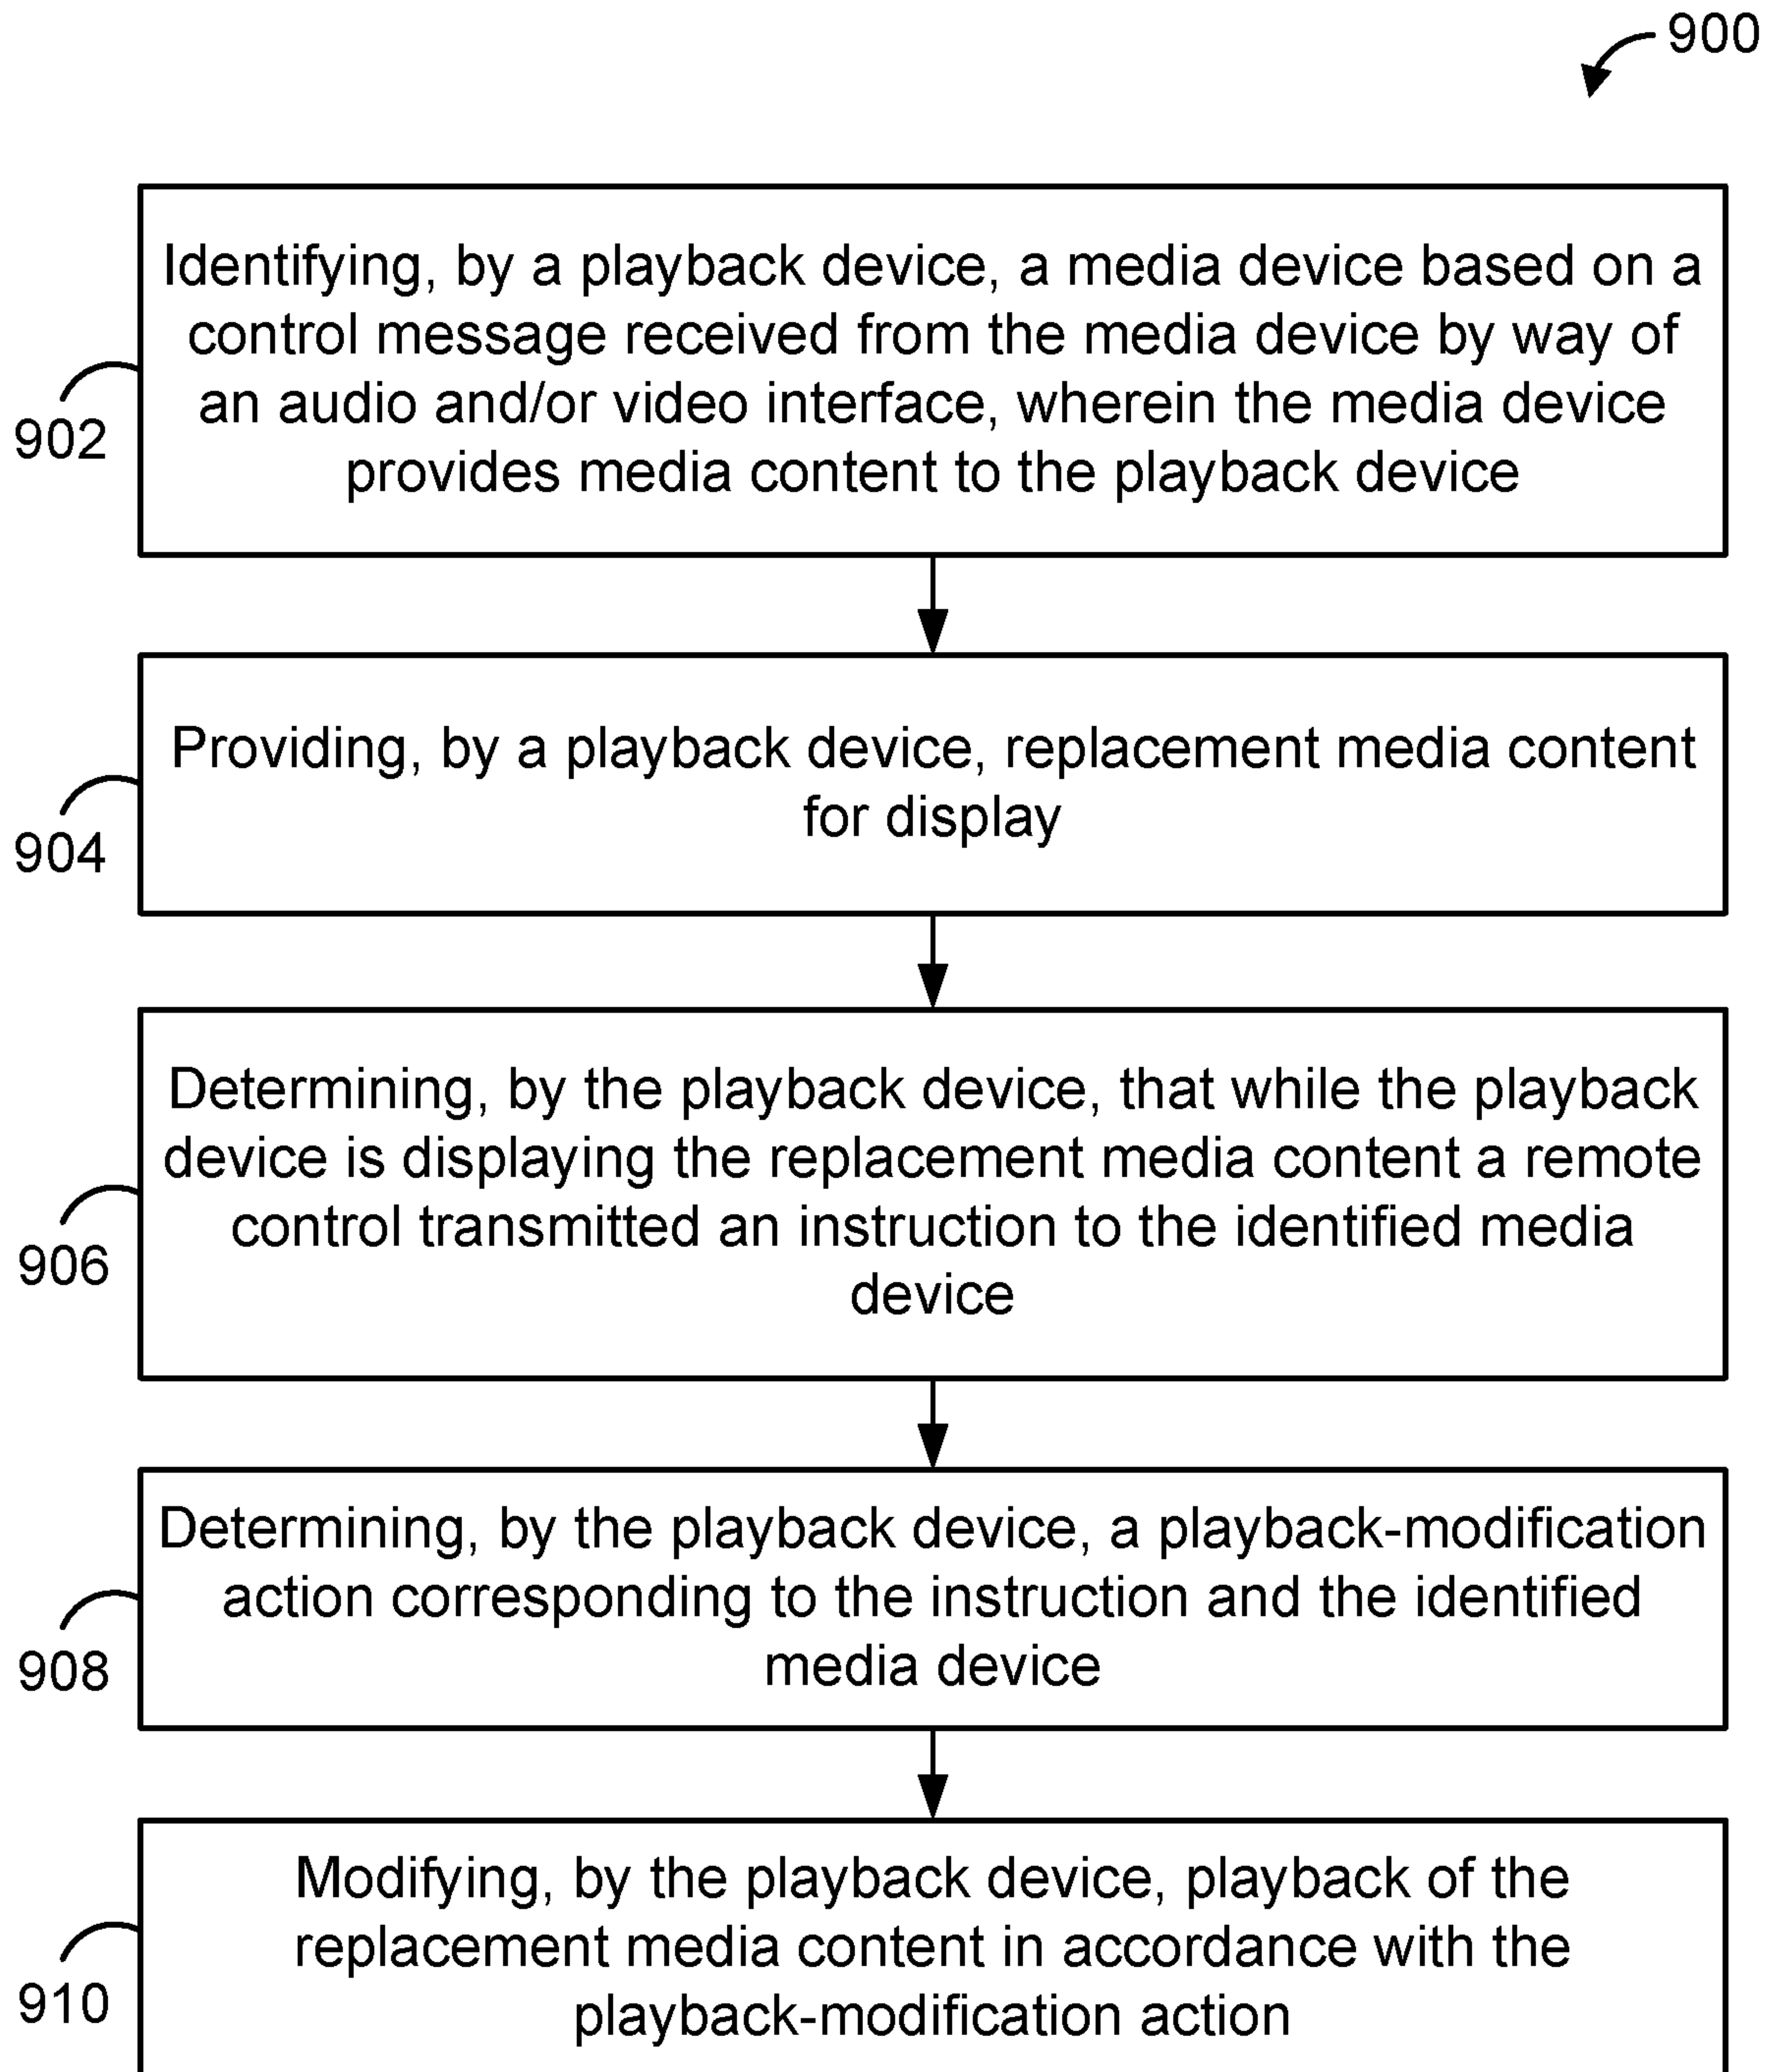 900
Identifying, by a playback device, a media device based on a
control message received from the media device by way of
an audio and/or video interface, wherein the media device
provides media content to the playback device
902
Providing, by a playback device, replacement media content
for display
904
Determining, by the playback device, that while the playback
device is displaying the replacement media content a remote
control transmitted an instruction to the identified media
device
906
Determining, by the playback device, a playback-modification
action corresponding to the instruction and the identified
media device
908
Modifying, by the playback device, playback of the
replacement media content in accordance with the
playback-modification action
910